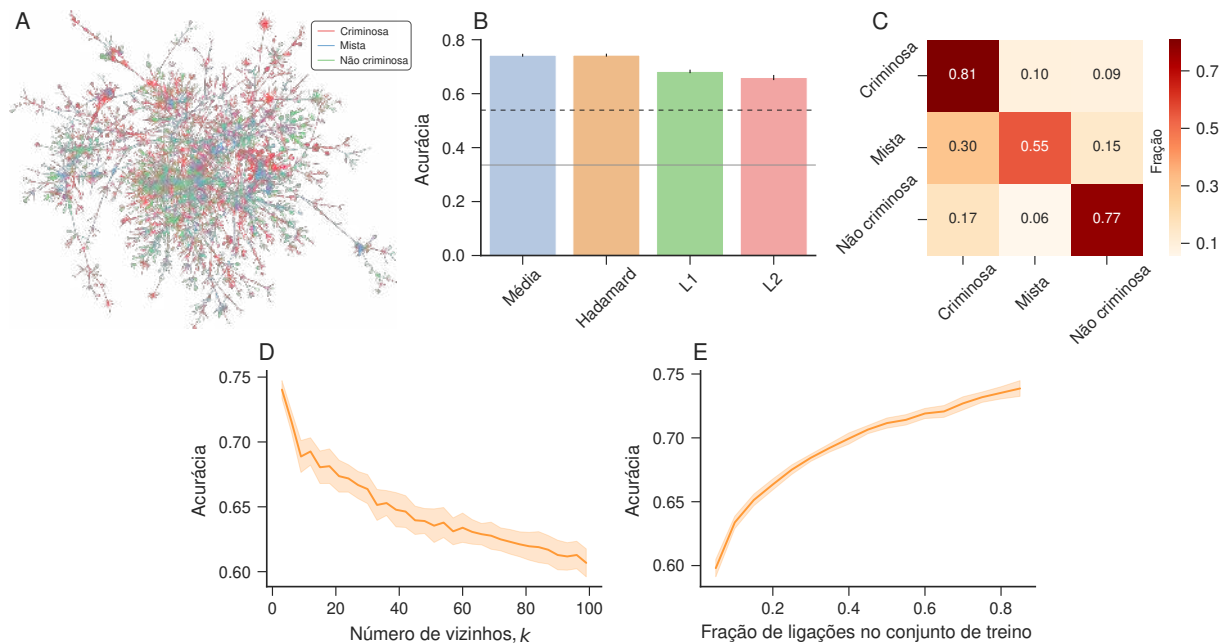 A
Criminosa
Mista
Não criminosa
B
Acurácia
0.8
0.6
0.4
0.2
0.0
Média
Hadamard
L1
L2
C
Criminosa
Mista
Não criminosa
0.81 0.10 0.09
0.30 0.55 0.15
0.17 0.06 0.77
Criminosa
Mista
Não criminosa
Fração
0.7
0.5
0.3
0.1
D
Acurácia
0.75
0.70
0.65
0.60
0 20 40 60 80 100
Número de vizinhos, k
E
Acurácia
0.75
0.70
0.65
0.60
0.2 0.4 0.6 0.8
Fração de ligações no conjunto de treino